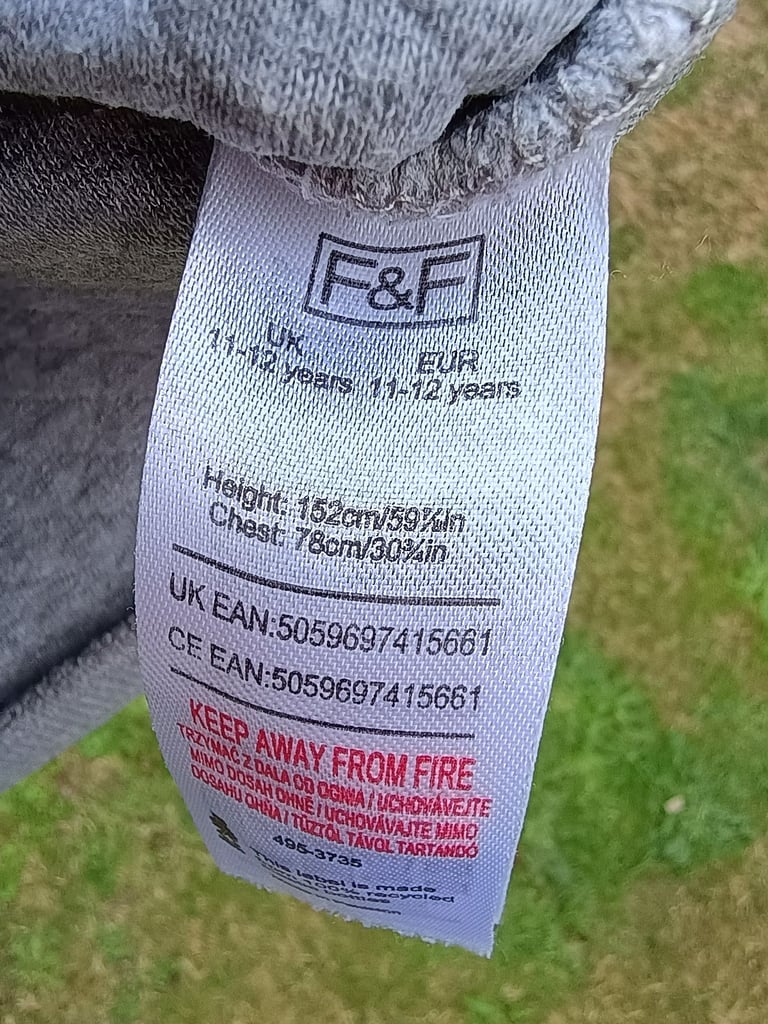 F&F
UK EUR
11-12 years 11-12 years
Height: 152cm/59¾in
Chest: 78cm/30¾in
UK EAN:5059697415661
CE EAN:5059697415661
KEEP AWAY FROM FIRE
TRZYMAĆ Z DALA OD OGNIA / UCHOVÁVEJTE
MIMO DOSAH OHNĚ / UCHOVÁVAJTE MIMO
DOSAHU OHŇA / TŰZTŐL TÁVOL TARTANDÓ
495-3735
This label is made
100% recycled